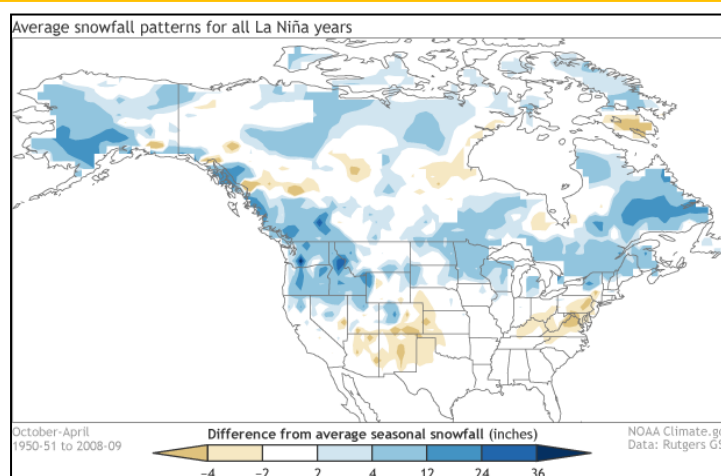 Average snowfall patterns for all La Niña years
October-April
1950-51 to 2008-09
Difference from average seasonal snowfall (inches)
-4 -2 2 4 12 24 36
NOAA Climate.go
Data: Rutgers GS